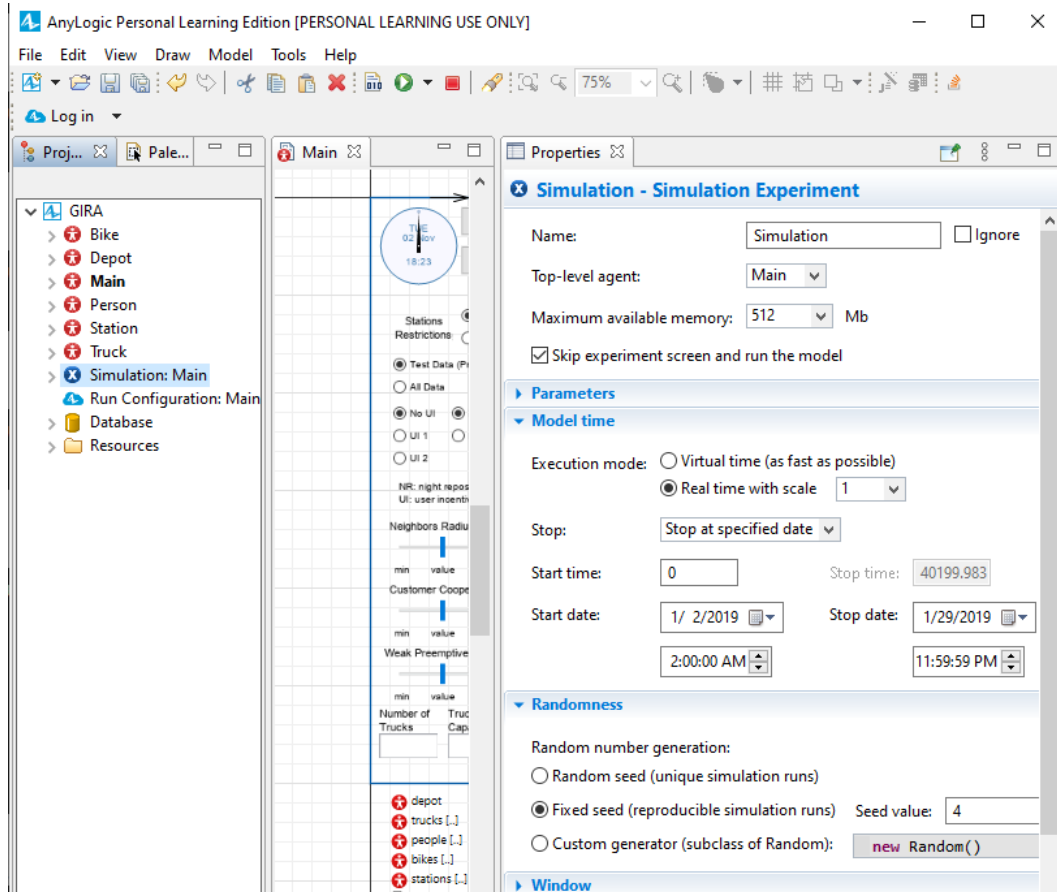 AnyLogic Personal Learning Edition [PERSONAL LEARNING USE ONLY]
File Edit View Draw Model Tools Help
75%
Log in
Proj... Pale...
GIRA
Bike
Depot
Main
Person
Station
Truck
Simulation: Main
Run Configuration: Main
Database
Resources
Main
TUE
02 Nov
18:23
Stations
Restrictions
Test Data (Pr
All Data
No UI
UI 1
UI 2
NR: night repos
UI: user incenti
Neighbors Radiu
min value
Customer Coope
min value
Weak Preemptive
min value
Number of Truc
Trucks Capa
depot
trucks [..]
people [..]
bikes [..]
stations [..]
Properties
Simulation - Simulation Experiment
Name: Simulation Ignore
Top-level agent: Main
Maximum available memory: 512 Mb
Skip experiment screen and run the model
Parameters
Model time
Execution mode: Virtual time (as fast as possible)
Real time with scale 1
Stop: Stop at specified date
Start time: 0 Stop time: 40199.983
Start date: 1/ 2/2019 Stop date: 1/29/2019
2:00:00 AM 11:59:59 PM
Randomness
Random number generation:
Random seed (unique simulation runs)
Fixed seed (reproducible simulation runs) Seed value: 4
Custom generator (subclass of Random): new Random()
Window